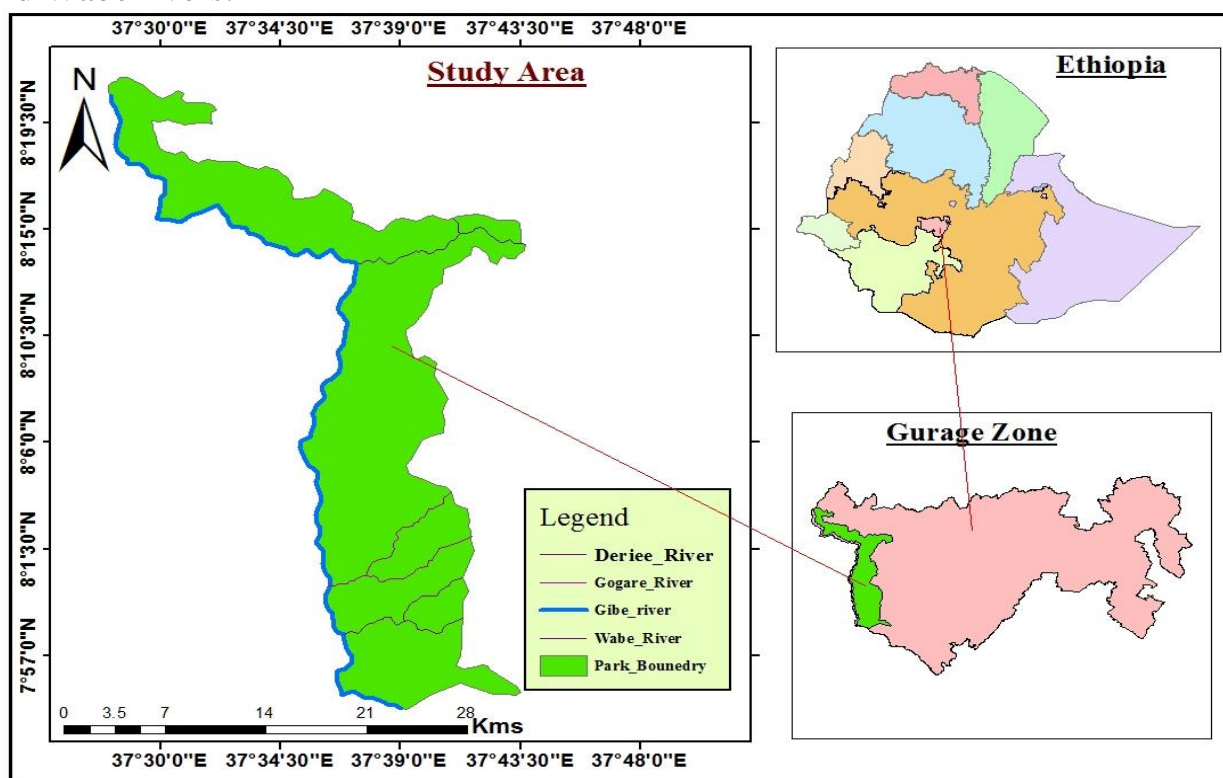 37°30'0"E 37°34'30"E 37°39'0"E 37°43'30"E 37°48'0"E
Study Area
N
8°19'30"N
8°15'0"N
8°10'30"N
8°6'0"N
8°1'30"N
7°57'0"N
Legend
Deriee_River
Gogare_River
Gibe_river
Wabe_River
Park_Bounedry
0 3.5 7 14 21 28
Kms
37°30'0"E 37°34'30"E 37°39'0"E 37°43'30"E 37°48'0"E
Ethiopia
Gurage Zone